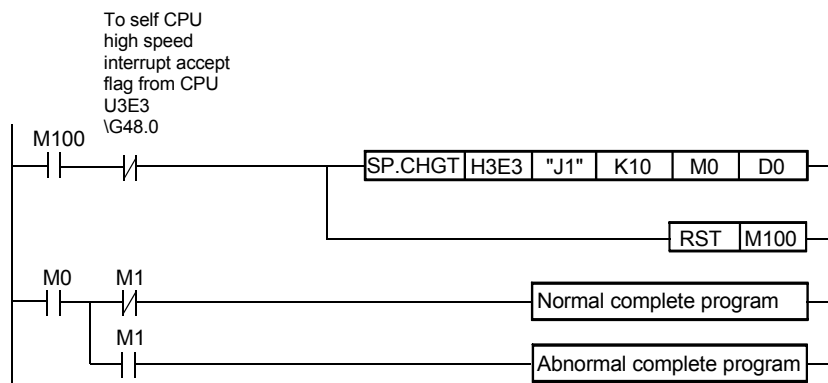 To self CPU
high speed
interrupt accept
flag from CPU
U3E3
\G48.0
M100
SP.CHGT H3E3 "J1" K10 M0 D0
RST M100
M0 M1
Normal complete program
M1
Abnormal complete program